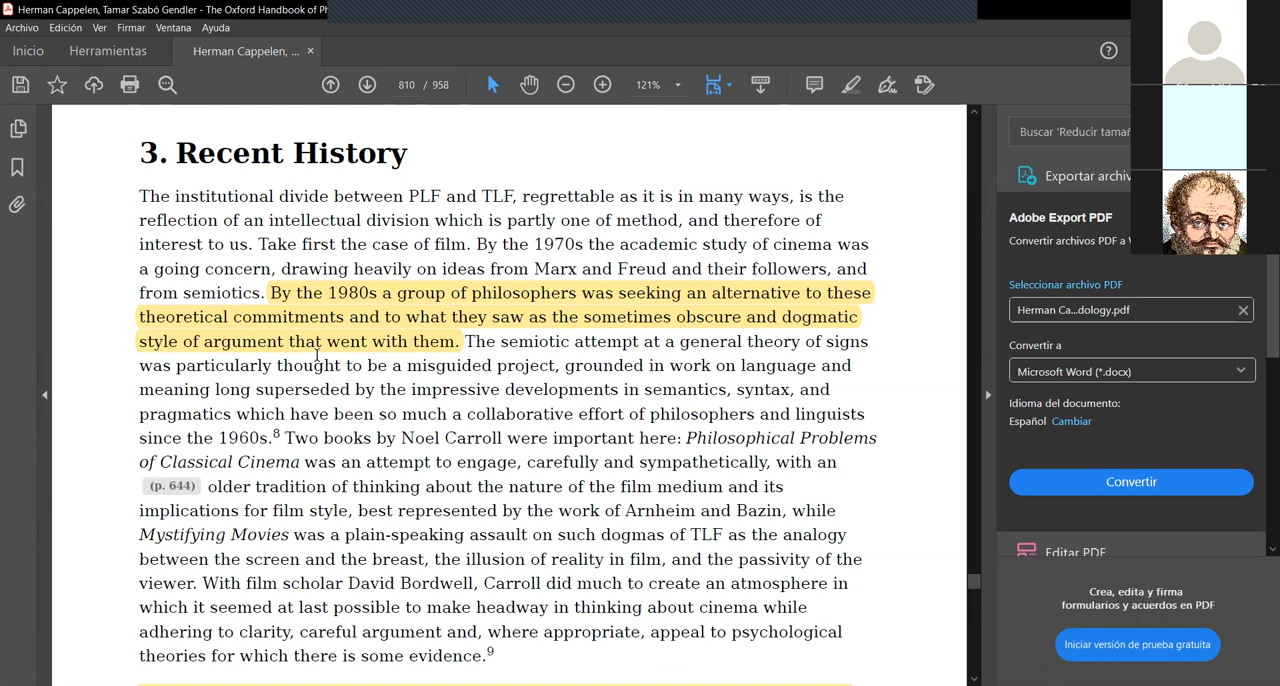 Herman Cappelen, Tamar Szabó Gendler - The Oxford Handbook of Ph
Archivo Edición Ver Firmar Ventana Ayuda
Inicio Herramientas Herman Cappelen, ... ×
810 / 958 121%
3. Recent History
The institutional divide between PLF and TLF, regrettable as it is in many ways, is the
reflection of an intellectual division which is partly one of method, and therefore of
interest to us. Take first the case of film. By the 1970s the academic study of cinema was
a going concern, drawing heavily on ideas from Marx and Freud and their followers, and
from semiotics. By the 1980s a group of philosophers was seeking an alternative to these
theoretical commitments and to what they saw as the sometimes obscure and dogmatic
style of argument that went with them. The semiotic attempt at a general theory of signs
was particularly thought to be a misguided project, grounded in work on language and
meaning long superseded by the impressive developments in semantics, syntax, and
pragmatics which have been so much a collaborative effort of philosophers and linguists
since the 1960s.8 Two books by Noel Carroll were important here: Philosophical Problems
of Classical Cinema was an attempt to engage, carefully and sympathetically, with an
(p. 644) older tradition of thinking about the nature of the film medium and its
implications for film style, best represented by the work of Arnheim and Bazin, while
Mystifying Movies was a plain-speaking assault on such dogmas of TLF as the analogy
between the screen and the breast, the illusion of reality in film, and the passivity of the
viewer. With film scholar David Bordwell, Carroll did much to create an atmosphere in
which it seemed at last possible to make headway in thinking about cinema while
adhering to clarity, careful argument and, where appropriate, appeal to psychological
theories for which there is some evidence.9
Buscar 'Reducir tamañ
Exportar archiv
Adobe Export PDF
Convertir archivos PDF a
Seleccionar archivo PDF
Herman Ca...dology.pdf
Convertir a
Microsoft Word (*.docx)
Idioma del documento:
Español Cambiar
Convertir
Editar PDF
Crea, edita y firma
formularios y acuerdos en PDF
Iniciar versión de prueba gratuita